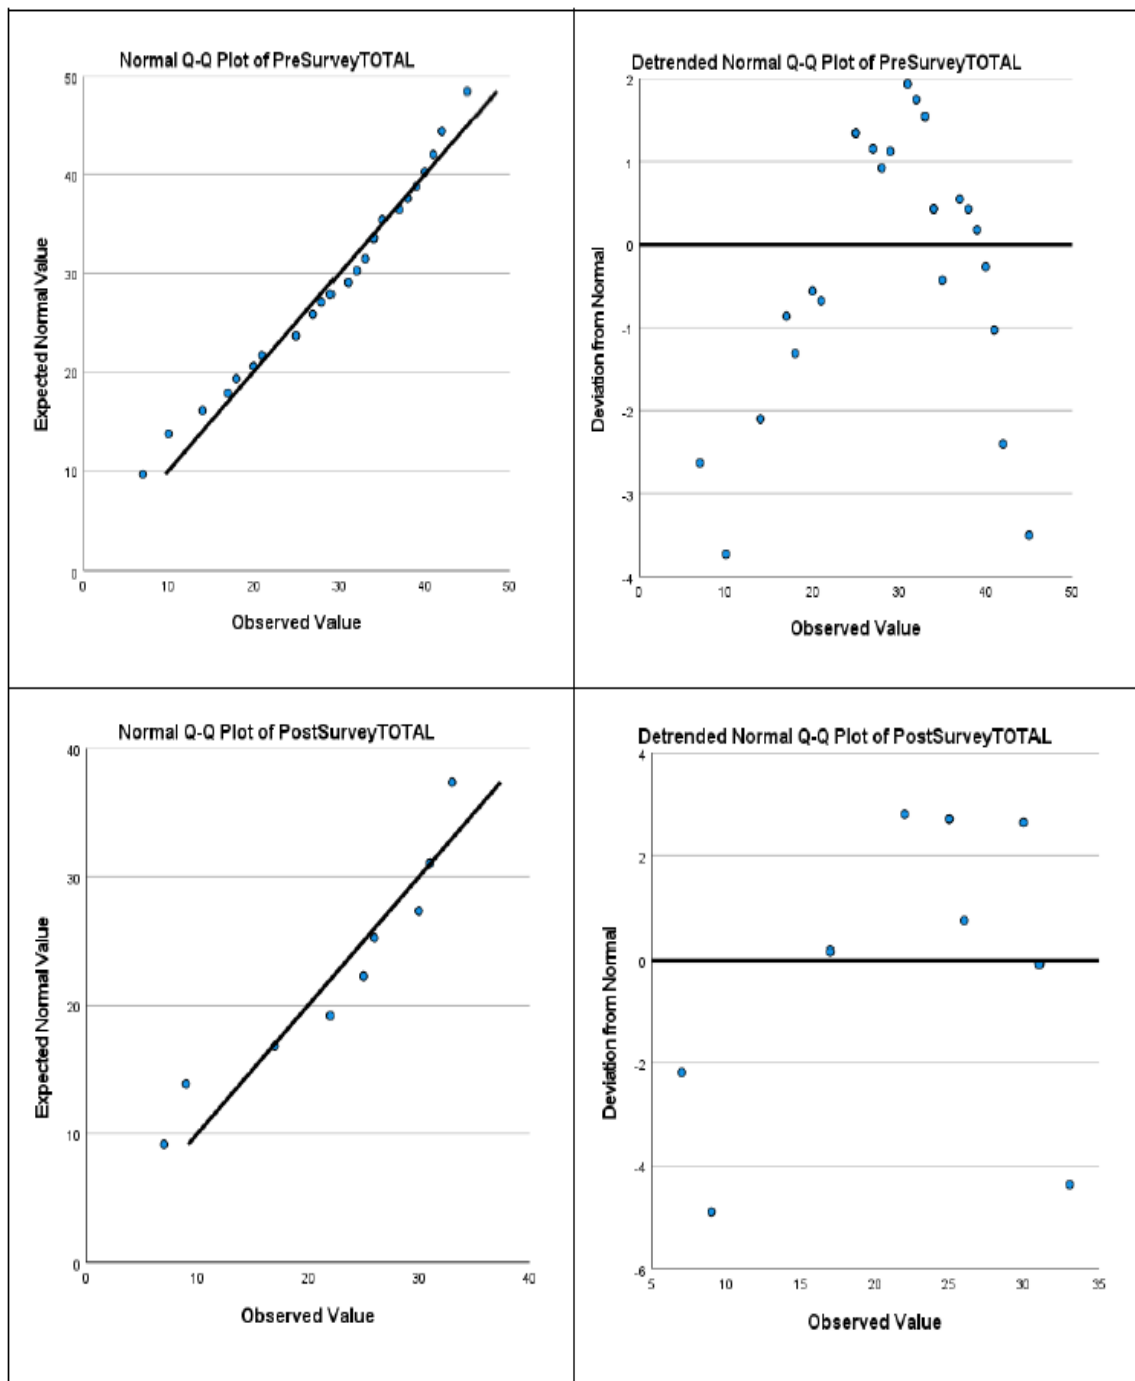 Normal Q-Q Plot of PreSurveyTOTAL
50
40
30
20
10
0
Expected Normal Value
0 10 20 30 40 50
Observed Value
Detrended Normal Q-Q Plot of PreSurveyTOTAL
2
1
0
-1
-2
-3
-4
Deviation from Normal
0 10 20 30 40 50
Observed Value
Normal Q-Q Plot of PostSurveyTOTAL
40
30
20
10
0
Expected Normal Value
0 10 20 30 40
Observed Value
Detrended Normal Q-Q Plot of PostSurveyTOTAL
4
2
0
-2
-4
-6
Deviation from Normal
5 10 15 20 25 30 35
Observed Value